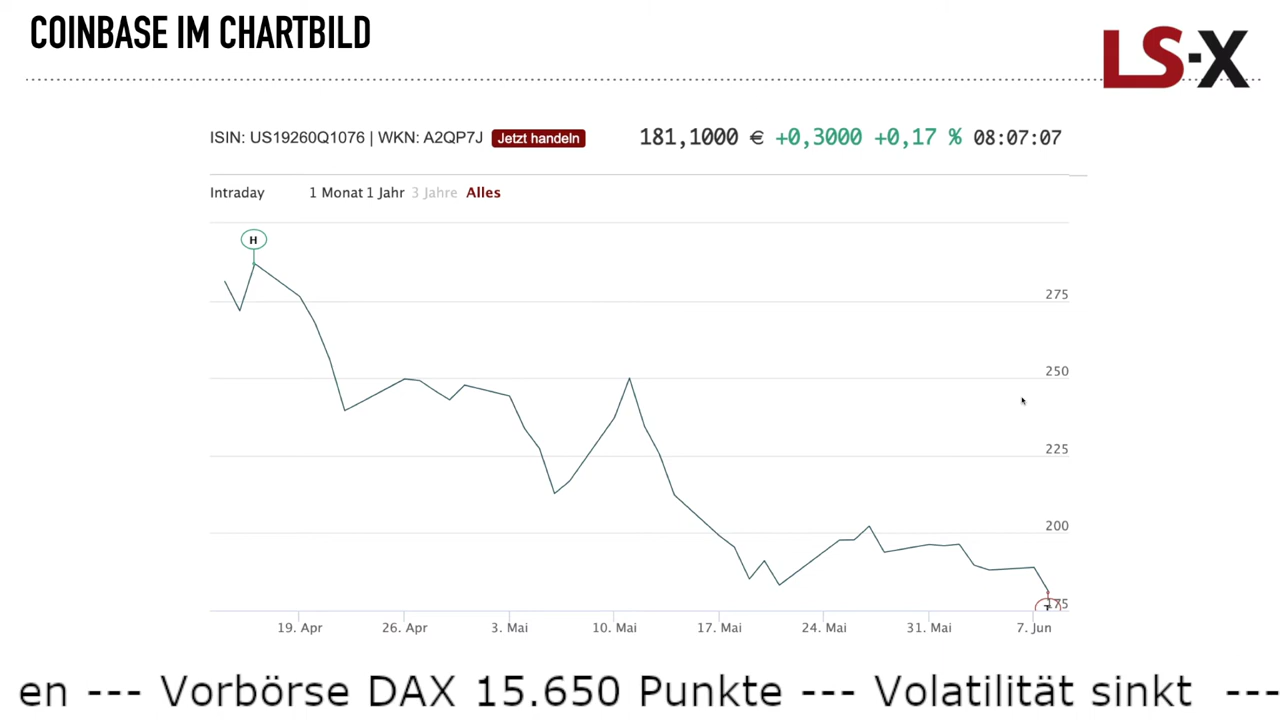 COINBASE IM CHARTBILD
LS-X
ISIN: US19260Q1076 | WKN: A2QP7J Jetzt handeln 181,1000 € +0,3000 +0,17 % 08:07:07
Intraday 1 Monat 1 Jahr 3 Jahre Alles
H
275
250
225
200
175
T
19. Apr 26. Apr 3. Mai 10. Mai 17. Mai 24. Mai 31. Mai 7. Jun
en --- Vorbörse DAX 15.650 Punkte --- Volatilität sinkt ---